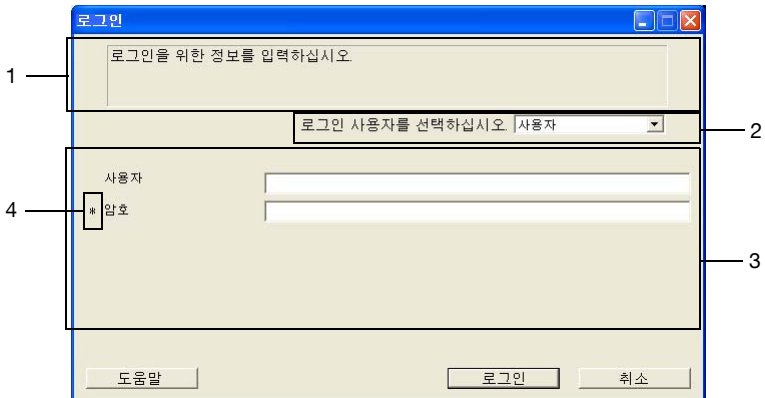 로그인
1
로그인을 위한 정보를 입력하십시오.
로그인 사용자를 선택하십시오. 사용자
2
사용자
4
* 암호
3
도움말 로그인 취소